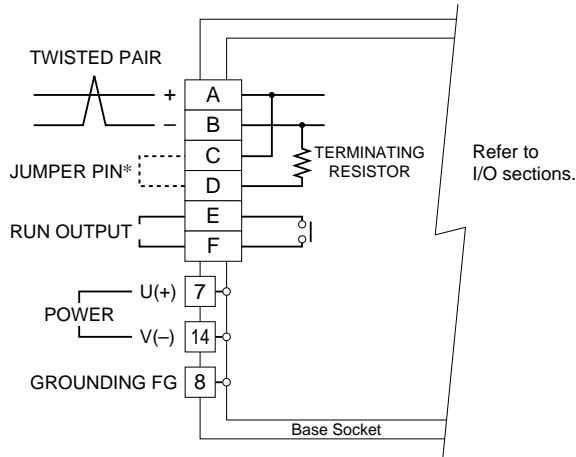 TWISTED PAIR
+ A
– B
C
JUMPER PIN*
D
TERMINATING
RESISTOR
Refer to
I/O sections.
RUN OUTPUT
E
F
POWER
U(+) 7
V(–) 14
GROUNDING FG 8
Base Socket